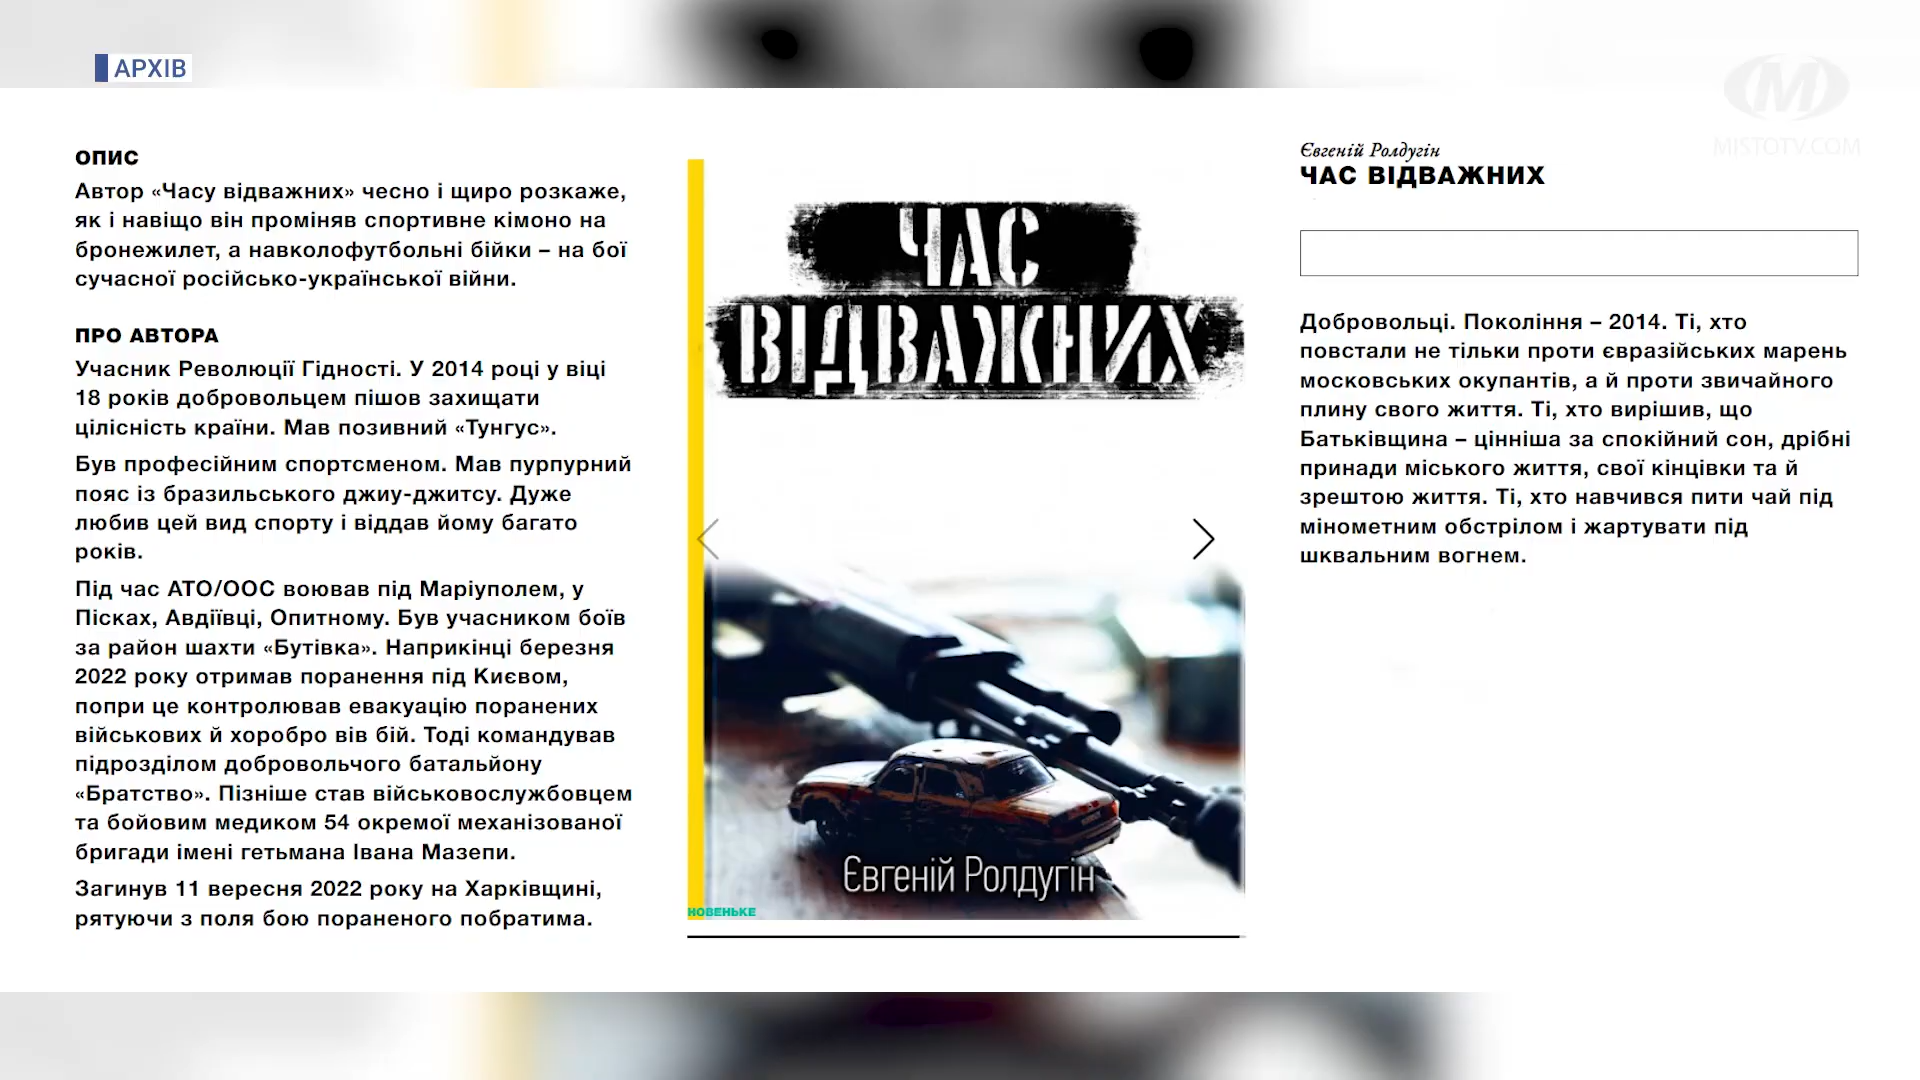 АРХІВ
MISTOTV.COM
ОПИС
Автор «Часу відважних» чесно і щиро розкаже,
як і навіщо він проміняв спортивне кімоно на
бронежилет, а навколофутбольні бійки – на бої
сучасної російсько-української війни.
ПРО АВТОРА
Учасник Революції Гідності. У 2014 році у віці
18 років добровольцем пішов захищати
цілісність країни. Мав позивний «Тунгус».
Був професійним спортсменом. Мав пурпурний
пояс із бразильського джиу-джитсу. Дуже
любив цей вид спорту і віддав йому багато
років.
Під час АТО/ООС воював під Маріуполем, у
Пісках, Авдіївці, Опитному. Був учасником боїв
за район шахти «Бутівка». Наприкінці березня
2022 року отримав поранення під Києвом,
попри це контролював евакуацію поранених
військових й хоробро вів бій. Тоді командував
підрозділом добровольчого батальйону
«Братство». Пізніше став військовослужбовцем
та бойовим медиком 54 окремої механізованої
бригади імені гетьмана Івана Мазепи.
Загинув 11 вересня 2022 року на Харківщині,
рятуючи з поля бою пораненого побратима.
ЧАС
ВІДВАЖНИХ
Євгеній Ролдугін
НОВЕНЬКЕ
Євгеній Ролдугін
ЧАС ВІДВАЖНИХ
Добровольці. Покоління – 2014. Ті, хто
повстали не тільки проти євразійських марень
московських окупантів, а й проти звичайного
плину свого життя. Ті, хто вирішив, що
Батьківщина – цінніша за спокійний сон, дрібні
принади міського життя, свої кінцівки та й
зрештою життя. Ті, хто навчився пити чай під
мінометним обстрілом і жартувати під
шквальним вогнем.